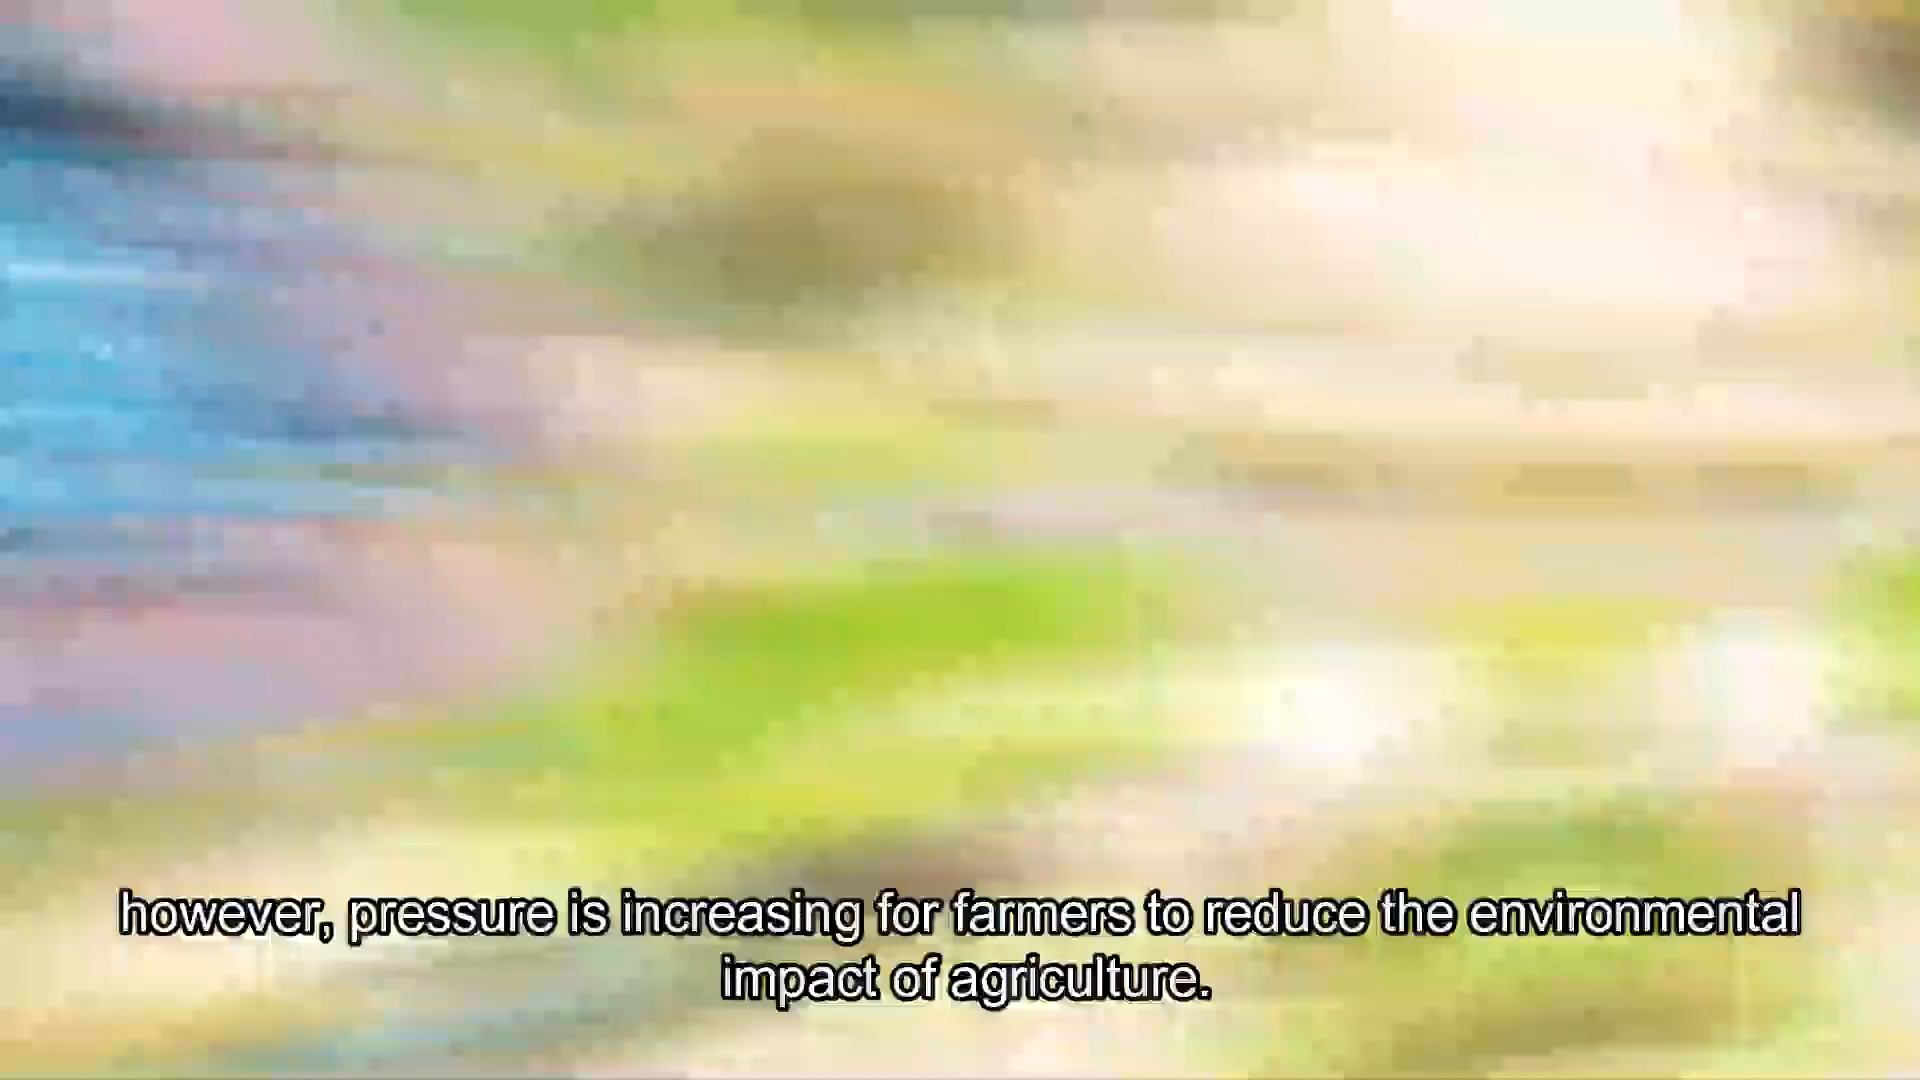 however, pressure is increasing for farmers to reduce the environmental
impact of agriculture.